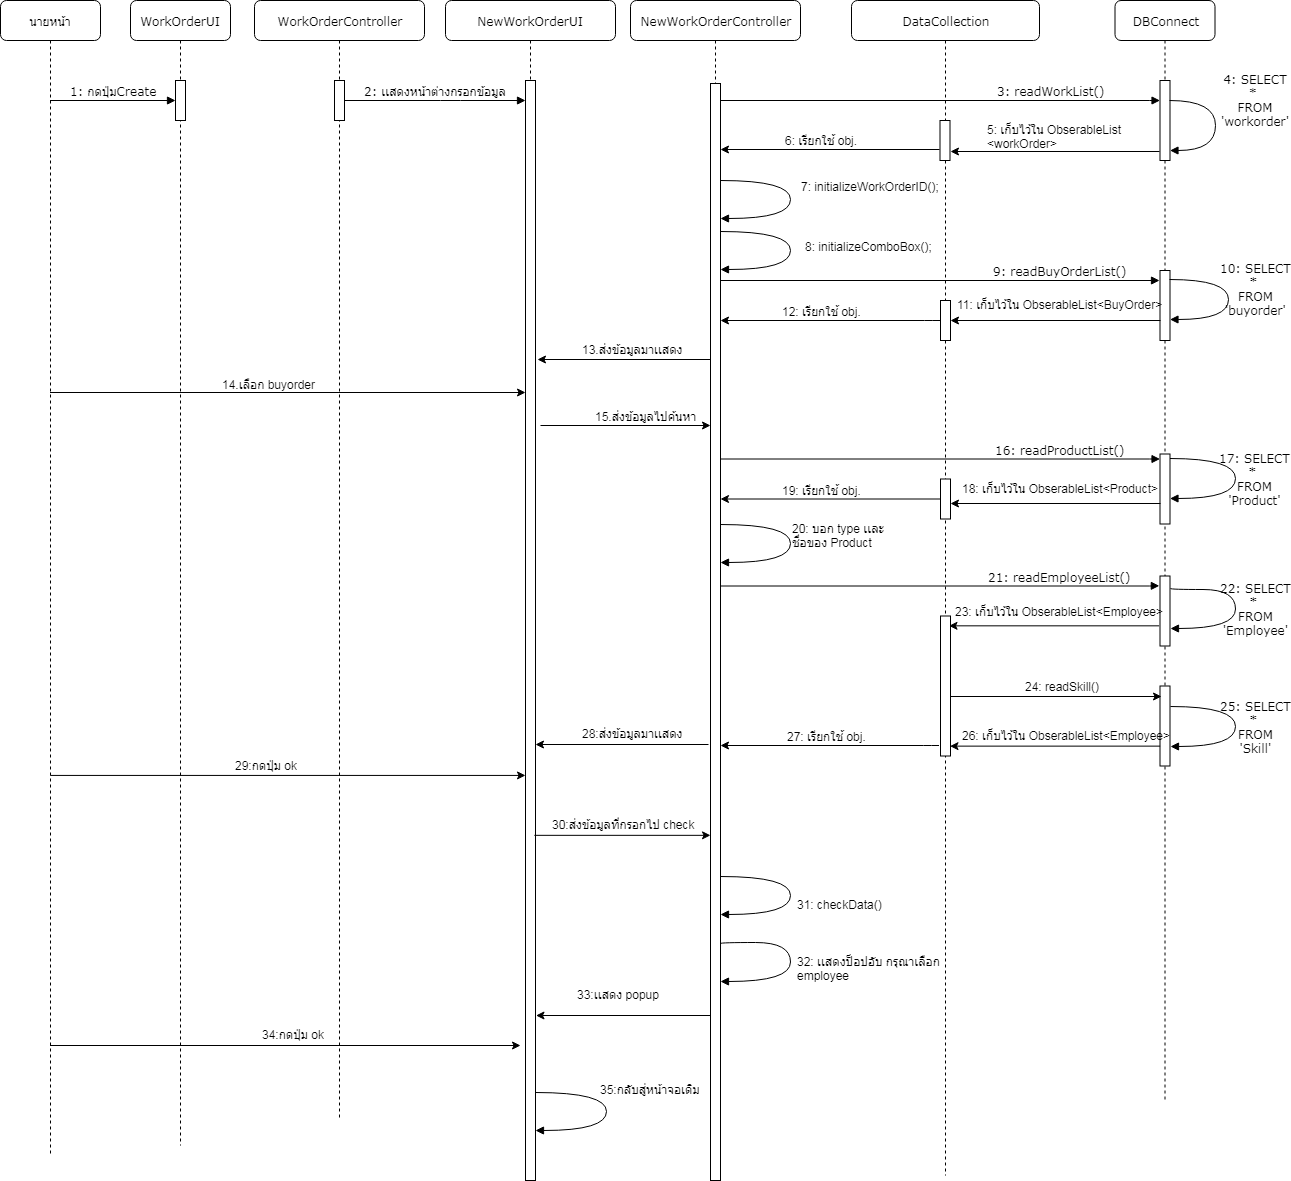 นายหน้า
WorkOrderUI
WorkOrderController
NewWorkOrderUI
NewWorkOrderController
DataCollection
DBConnect
1: กดปุ่มCreate
2: แสดงหน้าต่างกรอกข้อมูล
3: readWorkList()
4: SELECT
*
FROM
'workorder'
5: เก็บไว้ใน ObserableList
<workOrder>
6: เรียกใช้ obj.
7: initializeWorkOrderID();
8: initializeComboBox();
9: readBuyOrderList()
10: SELECT
*
FROM
'buyorder'
11: เก็บไว้ใน ObserableList<BuyOrder>
12: เรียกใช้ obj.
13.ส่งข้อมูลมาแสดง
14.เลือก buyorder
15.ส่งข้อมูลไปค้นหา
16: readProductList()
17: SELECT
*
FROM
'Product'
18: เก็บไว้ใน ObserableList<Product>
19: เรียกใช้ obj.
20: บอก type และ
ชื่อของ Product
21: readEmployeeList()
22: SELECT
*
FROM
'Employee'
23: เก็บไว้ใน ObserableList<Employee>
24: readSkill()
25: SELECT
*
FROM
'Skill'
26: เก็บไว้ใน ObserableList<Employee>
27: เรียกใช้ obj.
28:ส่งข้อมูลมาแสดง
29:กดปุ่ม ok
30:ส่งข้อมูลที่กรอกไป check
31: checkData()
32: แสดงป็อปอับ กรุณาเลือก
employee
33:แสดง popup
34:กดปุ่ม ok
35:กลับสู่หน้าจอเดิม